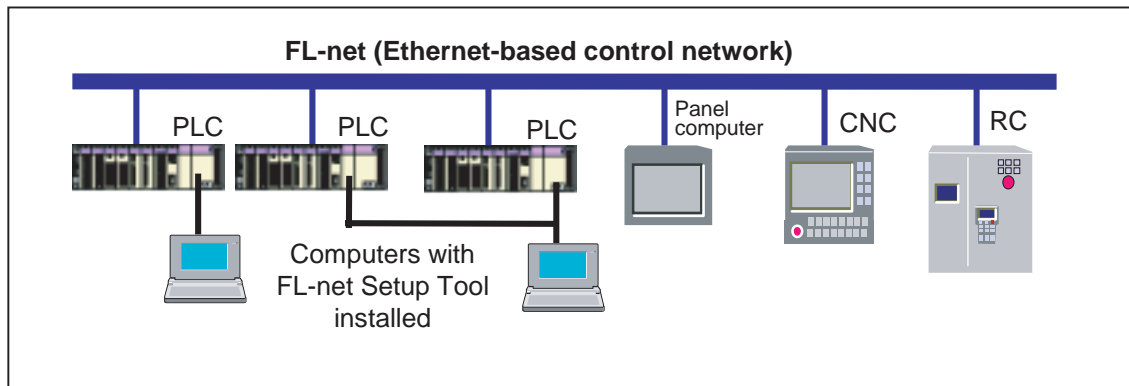 FL-net (Ethernet-based control network)
PLC
PLC
PLC
Panel
computer
CNC
RC
Computers with
FL-net Setup Tool
installed